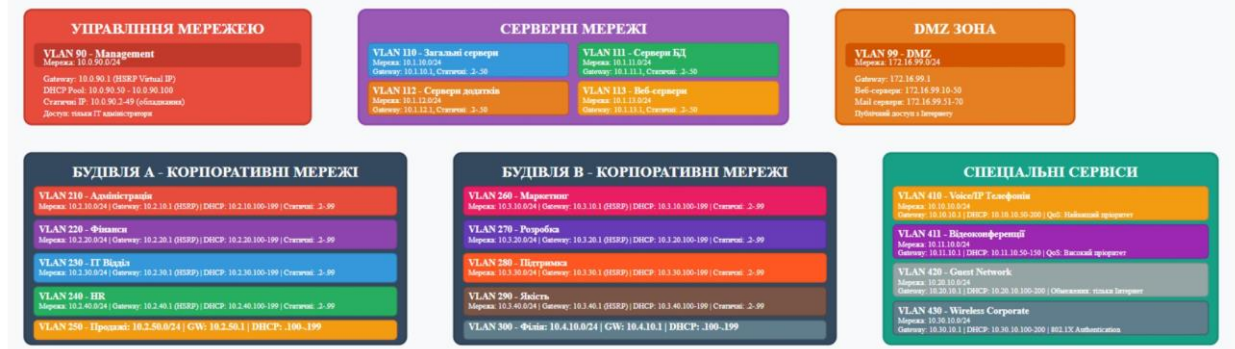 УПРАВЛІННЯ МЕРЕЖЕЮ
VLAN 90 - Management
Мережа: 10.0.90.0/24
Gateway: 10.0.90.1 (HSRP Virtual IP)
DHCP Pool: 10.0.90.50 - 10.0.90.100
Статичні IP: 10.0.90.2-49 (обладнання)
Доступ: тільки IT адміністратори
СЕРВЕРНІ МЕРЕЖІ
VLAN 110 - Загальні сервери
Мережа: 10.1.10.0/24
Gateway: 10.1.10.1, Статичні: .2-.50
VLAN 111 - Сервери БД
Мережа: 10.1.11.0/24
Gateway: 10.1.11.1, Статичні: .2-.50
VLAN 112 - Сервери додатків
Мережа: 10.1.12.0/24
Gateway: 10.1.12.1, Статичні: .2-.50
VLAN 113 - Веб-сервери
Мережа: 10.1.13.0/24
Gateway: 10.1.13.1, Статичні: .2-.50
DMZ ЗОНА
VLAN 99 - DMZ
Мережа: 172.16.99.0/24
Gateway: 172.16.99.1
Веб-сервери: 172.16.99.10-50
Mail сервери: 172.16.99.51-70
Публічний доступ з Інтернету
БУДІВЛЯ А - КОРПОРАТИВНІ МЕРЕЖІ
VLAN 210 - Адміністрація
Мережа: 10.2.10.0/24 | Gateway: 10.2.10.1 (HSRP) | DHCP: 10.2.10.100-199 | Статичні: .2-.99
VLAN 220 - Фінанси
Мережа: 10.2.20.0/24 | Gateway: 10.2.20.1 (HSRP) | DHCP: 10.2.20.100-199 | Статичні: .2-.99
VLAN 230 - IT Відділ
Мережа: 10.2.30.0/24 | Gateway: 10.2.30.1 (HSRP) | DHCP: 10.2.30.100-199 | Статичні: .2-.99
VLAN 240 - HR
Мережа: 10.2.40.0/24 | Gateway: 10.2.40.1 (HSRP) | DHCP: 10.2.40.100-199 | Статичні: .2-.99
VLAN 250 - Продажі: 10.2.50.0/24 | GW: 10.2.50.1 | DHCP: .100-.199
БУДІВЛЯ В - КОРПОРАТИВНІ МЕРЕЖІ
VLAN 260 - Маркетинг
Мережа: 10.3.10.0/24 | Gateway: 10.3.10.1 (HSRP) | DHCP: 10.3.10.100-199 | Статичні: .2-.99
VLAN 270 - Розробка
Мережа: 10.3.20.0/24 | Gateway: 10.3.20.1 (HSRP) | DHCP: 10.3.20.100-199 | Статичні: .2-.99
VLAN 280 - Підтримка
Мережа: 10.3.30.0/24 | Gateway: 10.3.30.1 (HSRP) | DHCP: 10.3.30.100-199 | Статичні: .2-.99
VLAN 290 - Якість
Мережа: 10.3.40.0/24 | Gateway: 10.3.40.1 (HSRP) | DHCP: 10.3.40.100-199 | Статичні: .2-.99
VLAN 300 - Філія: 10.4.10.0/24 | GW: 10.4.10.1 | DHCP: .100-.199
СПЕЦІАЛЬНІ СЕРВІСИ
VLAN 410 - Voice/IP Телефонія
Мережа: 10.10.10.0/24
Gateway: 10.10.10.1 | DHCP: 10.10.10.50-200 | QoS: Найвищий пріоритет
VLAN 411 - Відеоконференції
Мережа: 10.11.10.0/24
Gateway: 10.11.10.1 | DHCP: 10.11.10.50-150 | QoS: Високий пріоритет
VLAN 420 - Guest Network
Мережа: 10.20.10.0/24
Gateway: 10.20.10.1 | DHCP: 10.20.10.100-200 | Обмеження: тільки Інтернет
VLAN 430 - Wireless Corporate
Мережа: 10.30.10.0/24
Gateway: 10.30.10.1 | DHCP: 10.30.10.100-200 | 802.1X Authentication